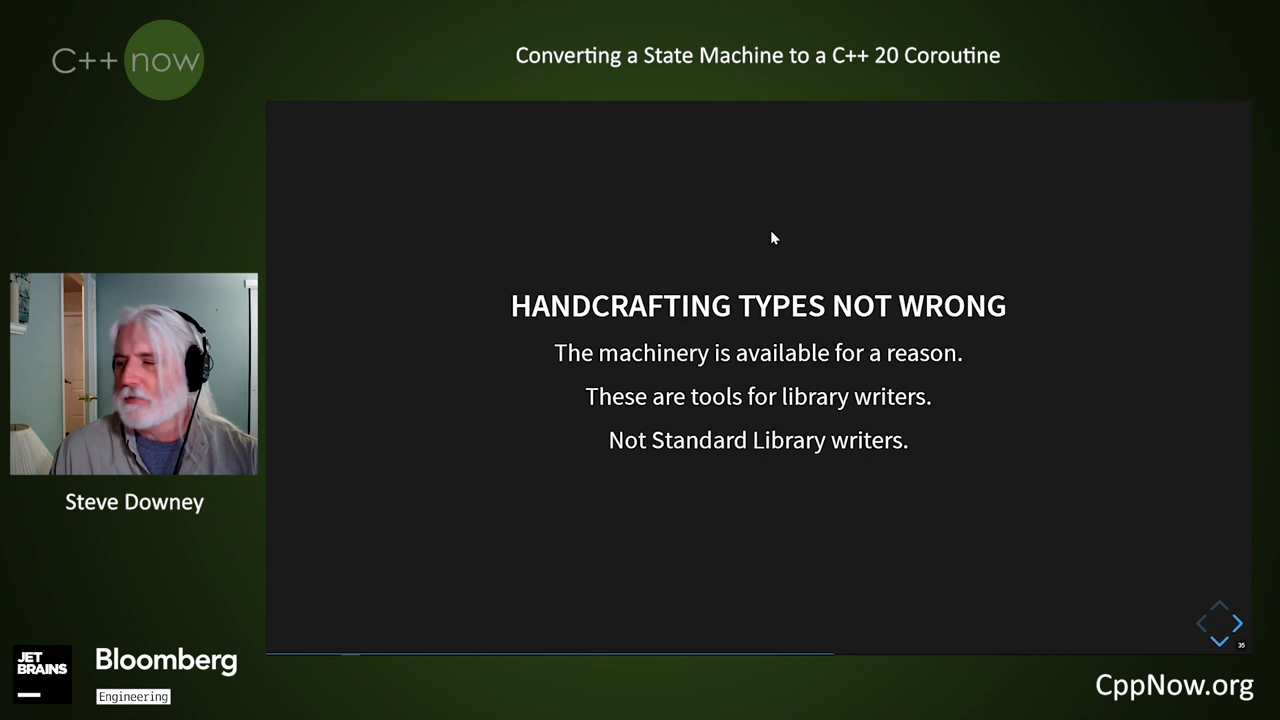 C++ now
Converting a State Machine to a C++ 20 Coroutine
HANDCRAFTING TYPES NOT WRONG
The machinery is available for a reason.
These are tools for library writers.
Not Standard Library writers.
Steve Downey
JET
BRAINS
Bloomberg
Engineering
35
CppNow.org